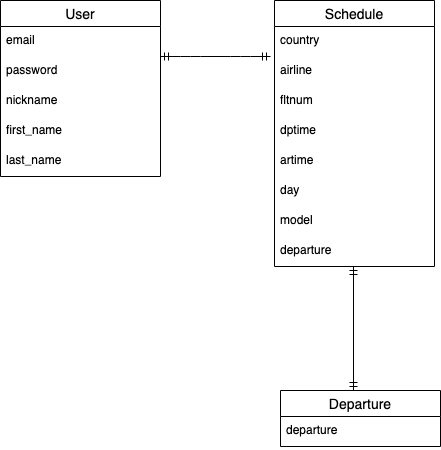 User
email
password
nickname
first_name
last_name
Schedule
country
airline
fltnum
dptime
artime
day
model
departure
Departure
departure